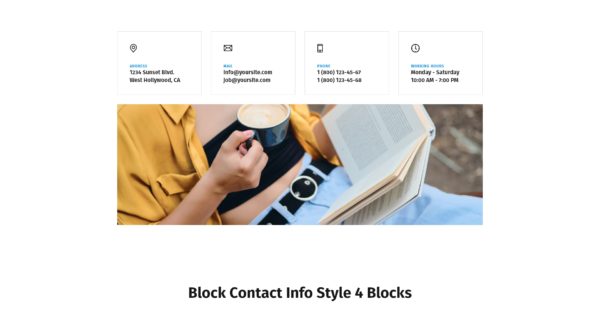 ADDRESS
1234 Sunset Blvd.
West Hollywood, CA
MAIL
info@yoursite.com
job@yoursite.com
PHONE
1 (800) 123-45-67
1 (800) 123-45-68
WORKING HOURS
Monday - Saturday
10:00 AM - 7:00 PM
Block Contact Info Style 4 Blocks